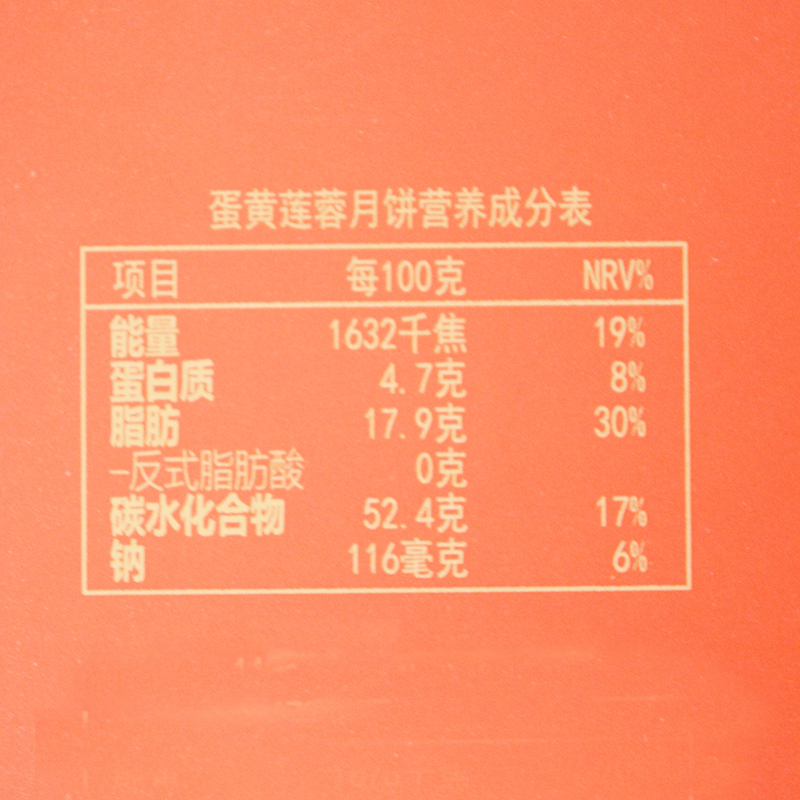 蛋黄莲蓉月饼营养成分表
项目 每100克 NRV%
能量 1632千焦 19%
蛋白质 4.7克 8%
脂肪 17.9克 30%
-反式脂肪酸 0克
碳水化合物 52.4克 17%
钠 116毫克 6%